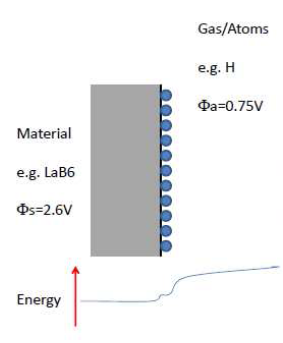 Gas/Atoms
e.g. H
Φa=0.75V
Material
e.g. LaB6
Φs=2.6V
Energy